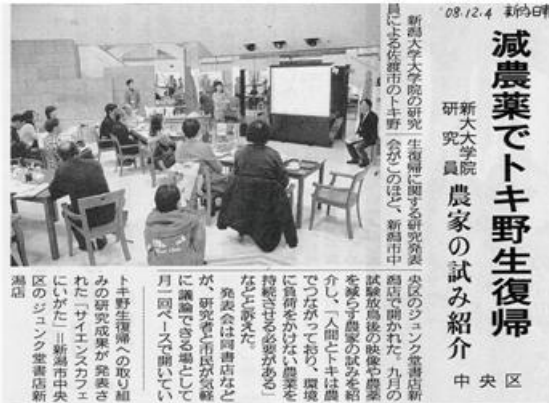 '08.12.4
減農薬でトキ野生復帰
新大大学院
研究員
農家の試み紹介
中央区
新潟大学大学院の研究
員による佐渡市のトキ野
生復帰に関する研究発表
会がこのほど、新潟市中
央区のジュンク堂書店新
潟店で開かれた。九月の
試験放鳥後の映像や農薬
を減らす農家の試みを紹
介し、「人間とトキは農
でつながっており、環境
に負荷をかけない農業を
持続させる必要がある」
などと訴えた。
発表会は同書店など
が、研究者と市民が気軽
に議論できる場として
月一回ペースで開いてい
トキ野生復帰への取り組
みの研究成果が発表さ
れた「サイエンスカフェ
にいがた」＝新潟市中央
区のジュンク堂書店新
潟店